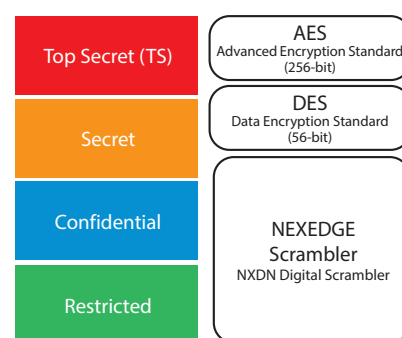 Top Secret (TS)
AES
Advanced Encryption Standard
(256-bit)
Secret
DES
Data Encryption Standard
(56-bit)
Confidential
Restricted
NEXEDGE
Scrambler
NXDN Digital Scrambler